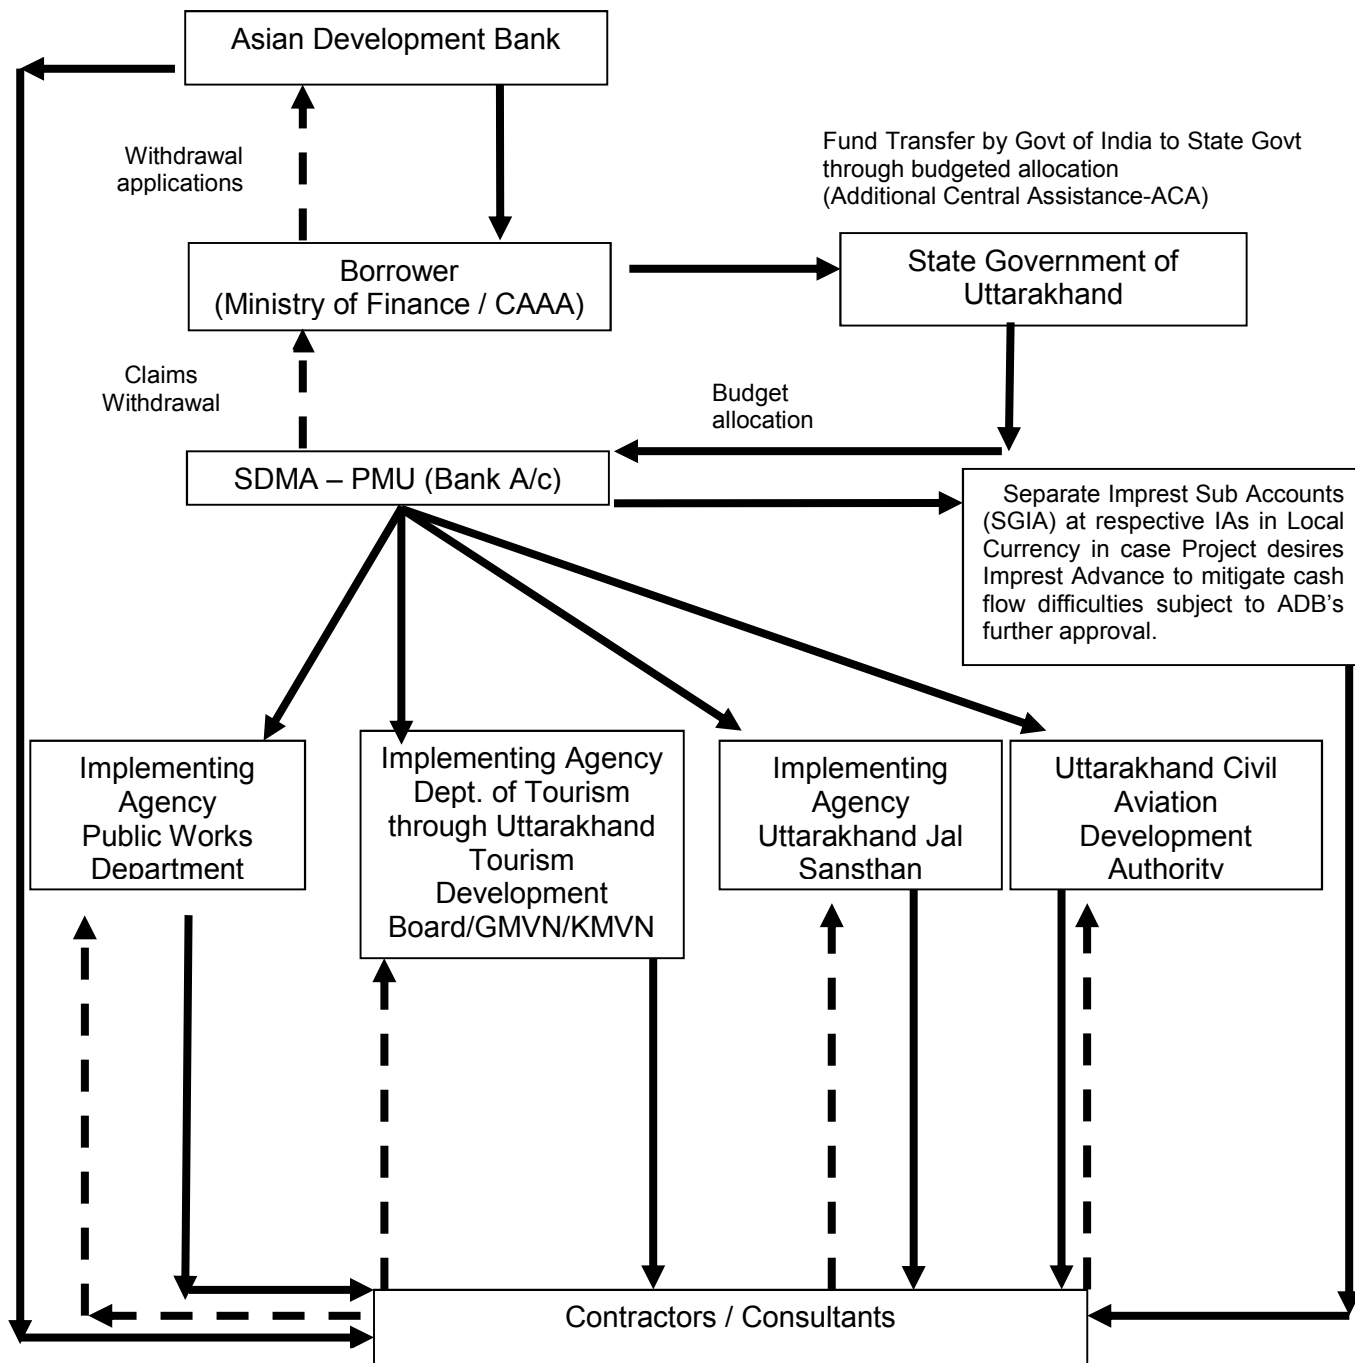 Asian Development Bank
Withdrawal
applications
Fund Transfer by Govt of India to State Govt
through budgeted allocation
(Additional Central Assistance-ACA)
Borrower
(Ministry of Finance / CAAA)
State Government of
Uttarakhand
Claims
Withdrawal
Budget
allocation
SDMA – PMU (Bank A/c)
Separate Imprest Sub Accounts
(SGIA) at respective IAs in Local
Currency in case Project desires
Imprest Advance to mitigate cash
flow difficulties subject to ADB’s
further approval.
Implementing
Agency
Public Works
Department
Implementing Agency
Dept. of Tourism
through Uttarakhand
Tourism
Development
Board/GMVN/KMVN
Implementing
Agency
Uttarakhand Jal
Sansthan
Uttarakhand Civil
Aviation
Development
Authority
Contractors / Consultants